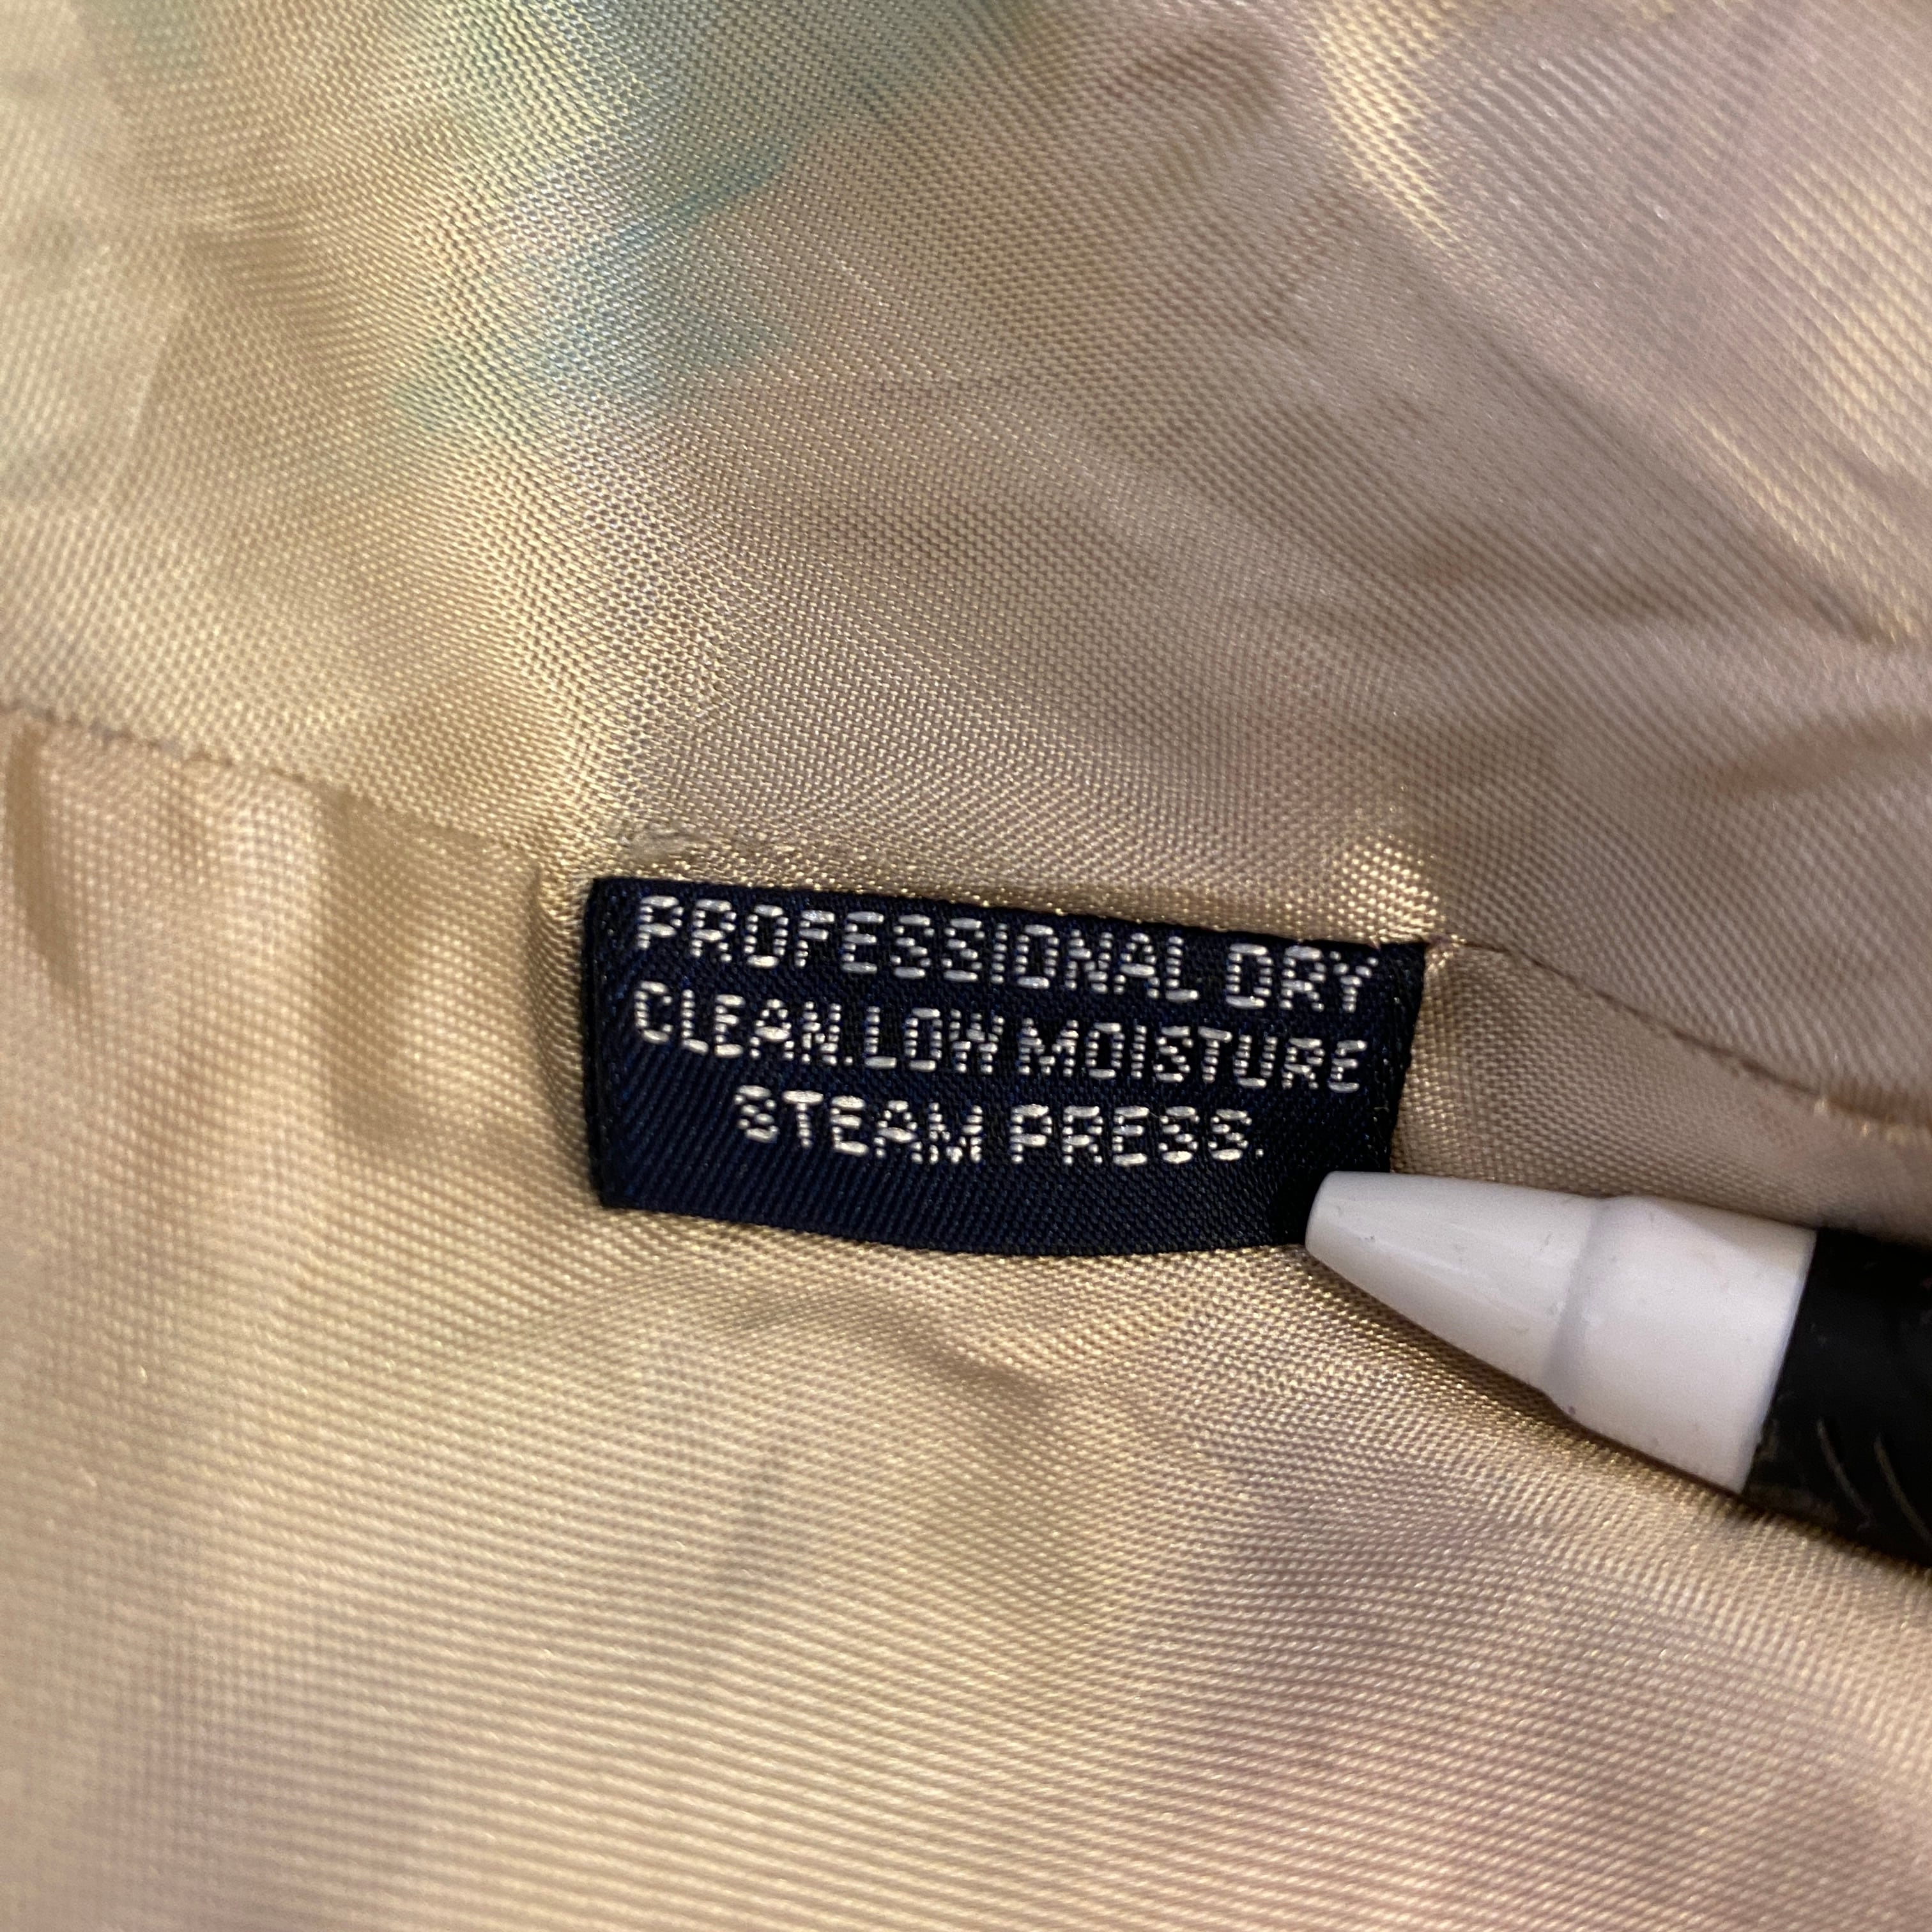 PROFESSIONAL DRY
CLEAN.LOW MOISTURE
STEAM PRESS.